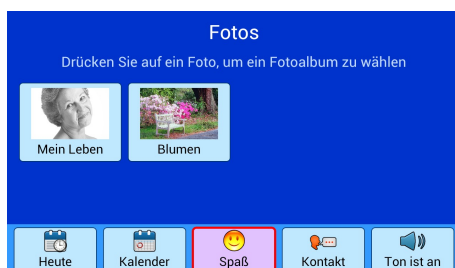 Fotos
Drücken Sie auf ein Foto, um ein Fotoalbum zu wählen
Mein Leben
Blumen
Heute
Kalender
Spaß
Kontakt
Ton ist an